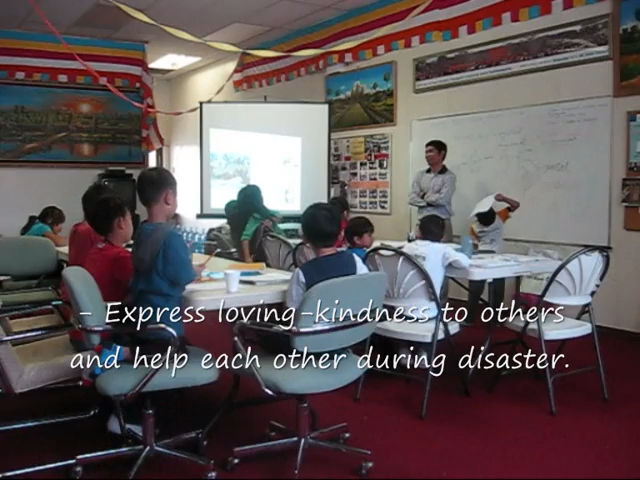 - Express loving-kindness to others
and help each other during disaster.